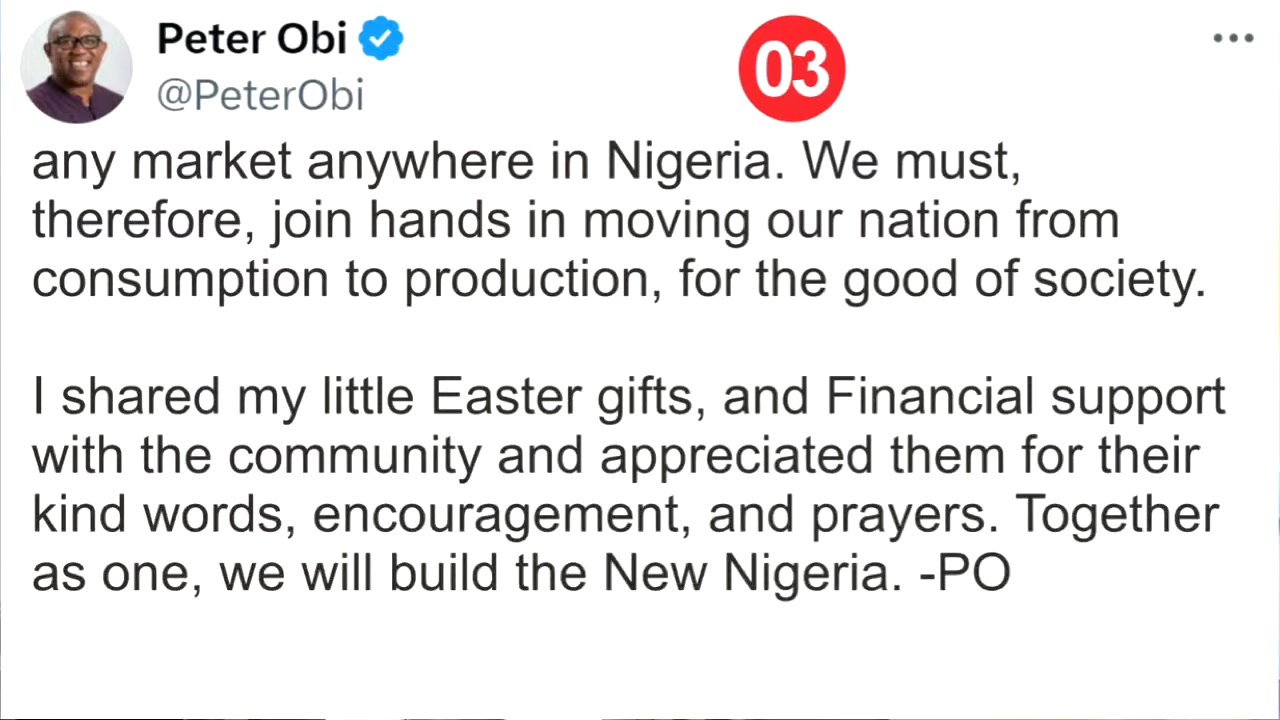 Peter Obi
@PeterObi
03
any market anywhere in Nigeria. We must,
therefore, join hands in moving our nation from
consumption to production, for the good of society.
I shared my little Easter gifts, and Financial support
with the community and appreciated them for their
kind words, encouragement, and prayers. Together
as one, we will build the New Nigeria. -PO